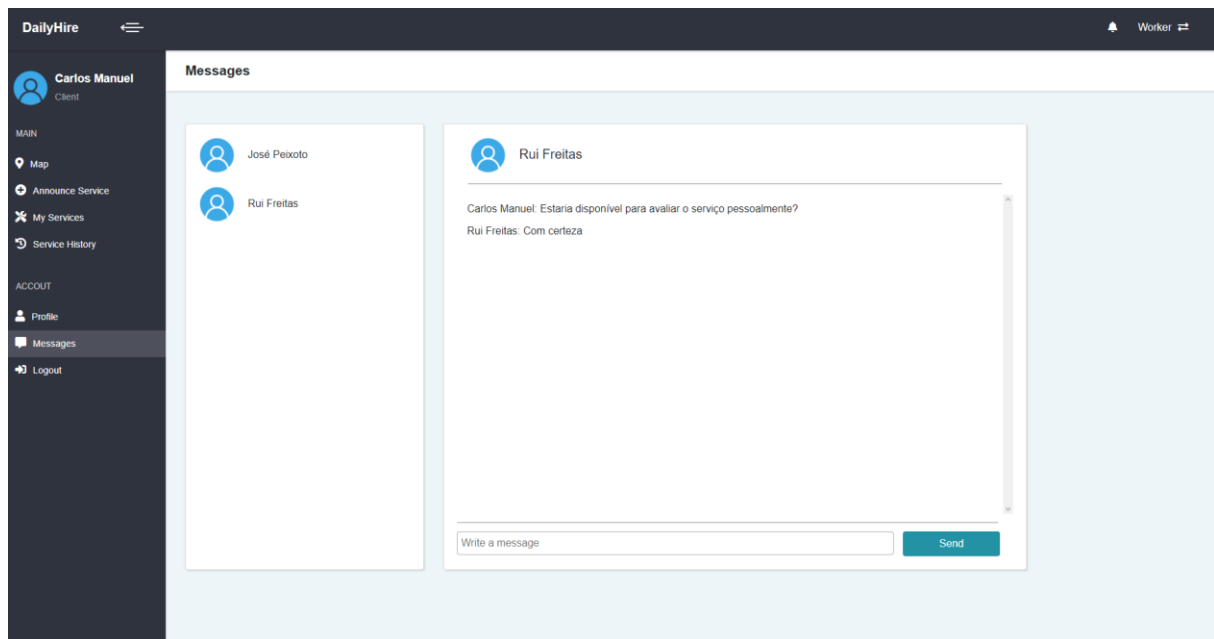 DailyHire
Worker
Carlos Manuel
Client
MAIN
Map
Announce Service
My Services
Service History
ACCOUT
Profile
Messages
Logout
Messages
José Peixoto
Rui Freitas
Rui Freitas
Carlos Manuel: Estaria disponível para avaliar o serviço pessoalmente?
Rui Freitas: Com certeza
Write a message
Send